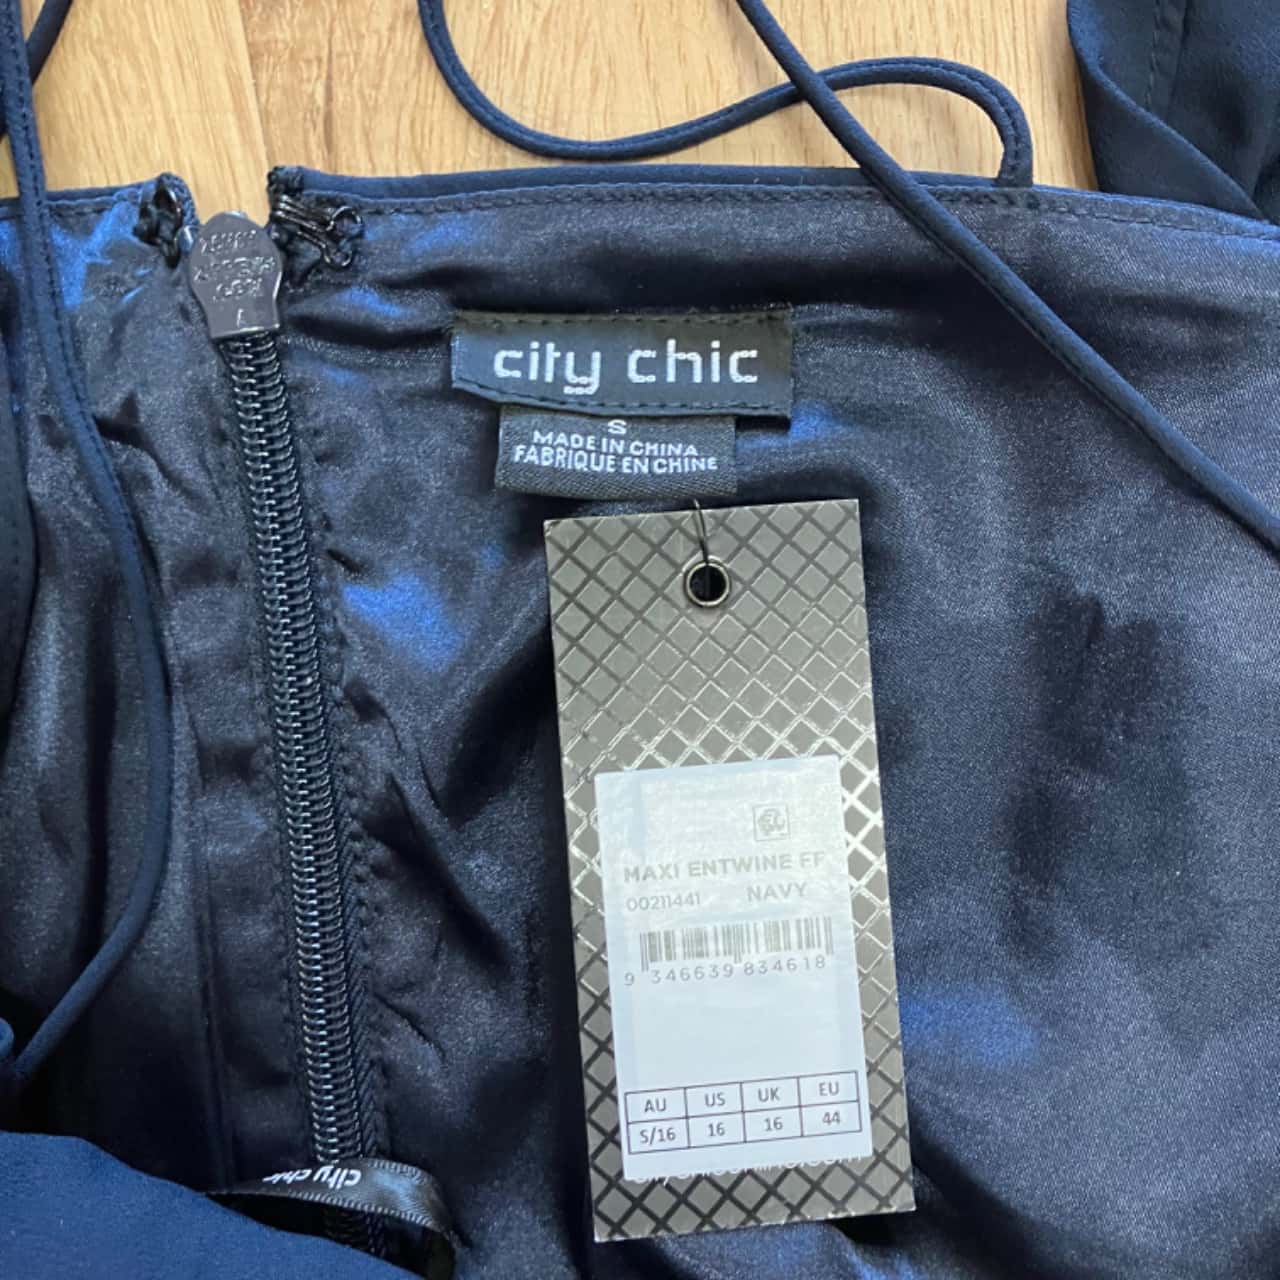 city chic
S
MADE IN CHINA
FABRIQUE EN CHINE
MAXI ENTWINE EF
00211441 NAVY
9 346639 834618
AU US UK EU
S/16 16 16 44
city chic